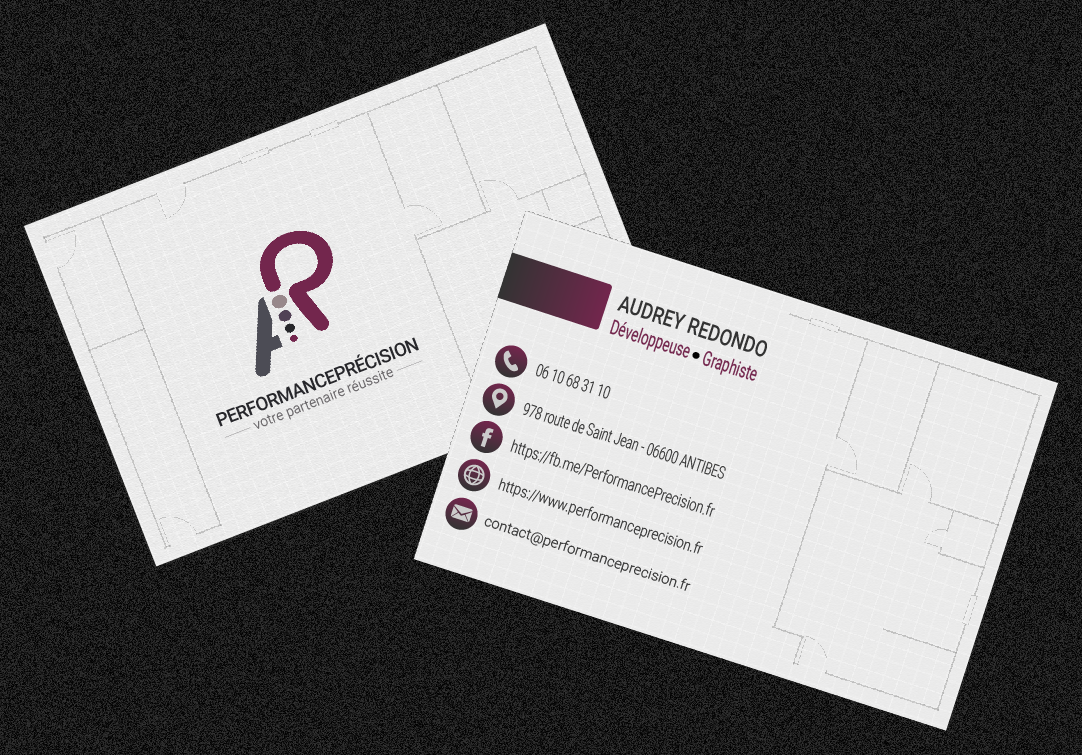 PERFORMANCEPRÉCISION
votre partenaire réussite
AUDREY REDONDO
Développeuse • Graphiste
06 10 68 31 10
978 route de Saint Jean - 06600 ANTIBES
https://fb.me/PerformancePrecision.fr
https://www.performanceprecision.fr
contact@performanceprecision.fr